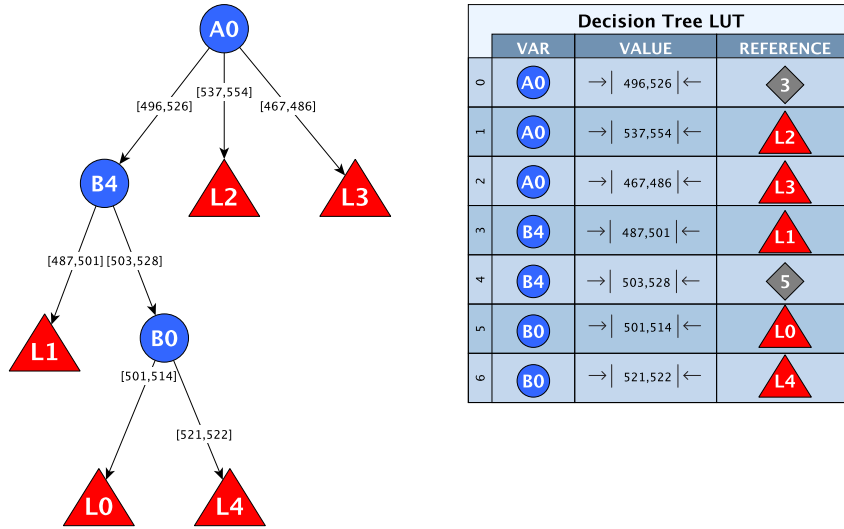 A0
[496,526]
[537,554]
[467,486]
B4
L2
L3
[487,501]
[503,528]
L1
B0
[501,514]
[521,522]
L0
L4
Decision Tree LUT
VAR VALUE REFERENCE
0 A0 →| 496,526 |← 3
1 A0 →| 537,554 |← L2
2 A0 →| 467,486 |← L3
3 B4 →| 487,501 |← L1
4 B4 →| 503,528 |← 5
5 B0 →| 501,514 |← L0
6 B0 →| 521,522 |← L4